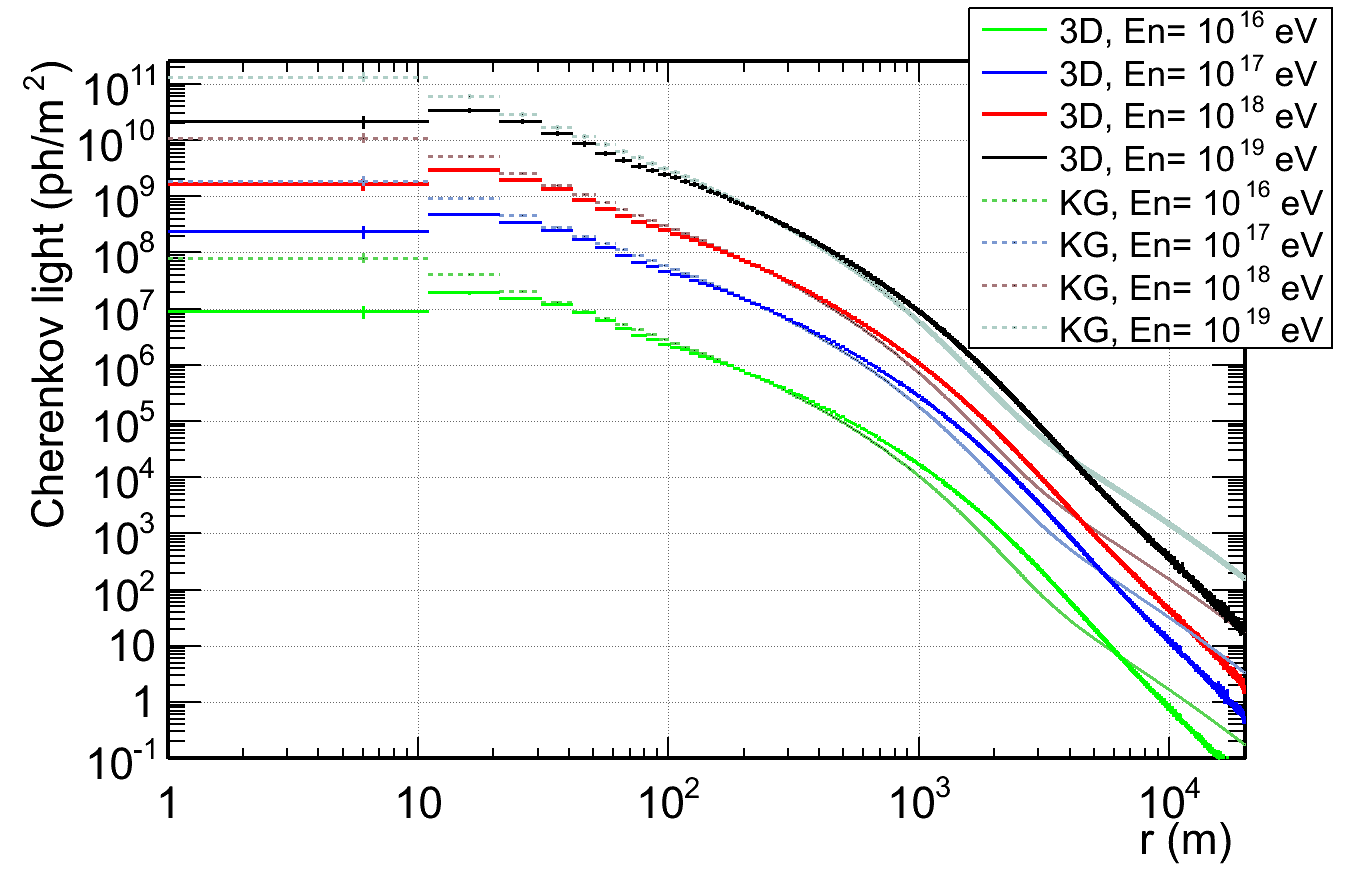 3D, En= 10^16 eV
3D, En= 10^17 eV
3D, En= 10^18 eV
3D, En= 10^19 eV
KG, En= 10^16 eV
KG, En= 10^17 eV
KG, En= 10^18 eV
KG, En= 10^19 eV
Cherenkov light (ph/m^2)
10^11
10^10
10^9
10^8
10^7
10^6
10^5
10^4
10^3
10^2
10
1
10^-1
1 10 10^2 10^3 10^4
r (m)